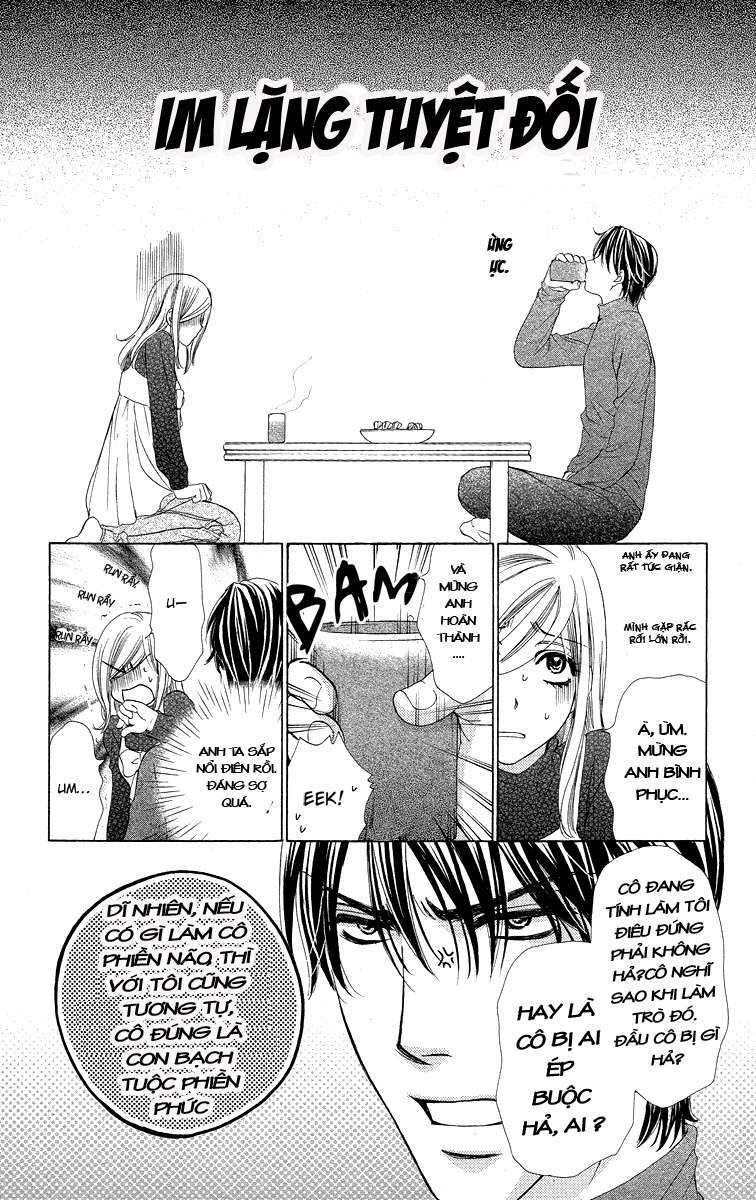 IM LẶNG TUYỆT ĐỐI
ỪNG
ỰC.
ANH ẤY ĐANG
RẤT TỨC GIẬN.
MÌNH GẶP RẮC
RỐI LỚN RỒI.
À, ỪM.
MỪNG
ANH BÌNH
PHỤC...
VÀ
MỪNG
ANH
HOÀN
THÀNH
....
BAM
EEK!
U-
RUN RẨY
RUN RẨY
RUN RẨY
ANH TA SẮP
NỔI ĐIÊN RỒI.
ĐÁNG SỢ
QUÁ.
UM...
CÔ ĐANG
TÍNH LÀM TÔI
ĐIÊU ĐỨNG
PHẢI KHÔNG
HẢ?CÔ NGHĨ
SAO KHI LÀM
TRÒ ĐÓ.
ĐẦU CÔ BỊ GÌ
HẢ?
HAY LÀ
CÔ BỊ AI
ÉP
BUỘC
HẢ, AI ?
DĨ NHIÊN, NẾU
CÓ GÌ LÀM CÔ
PHIỀN NÃO, THÌ
VỚI TÔI CŨNG
TƯƠNG TỰ,
CÔ ĐÚNG LÀ
CON BẠCH
TUỘC PHIỀN
PHỨC